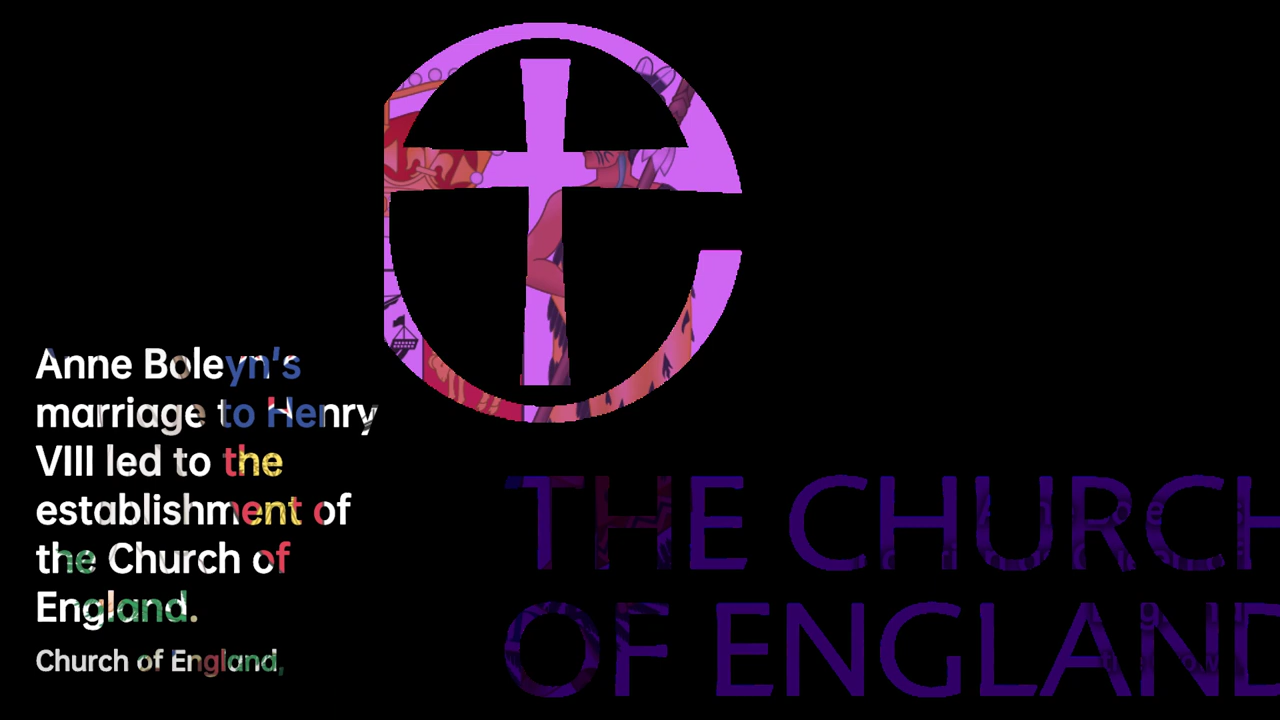 Anne Boleyn's
marriage to Henry
VIII led to the
establishment of
the Church of
England.
Church of England,
THE CHURCH
OF ENGLAND